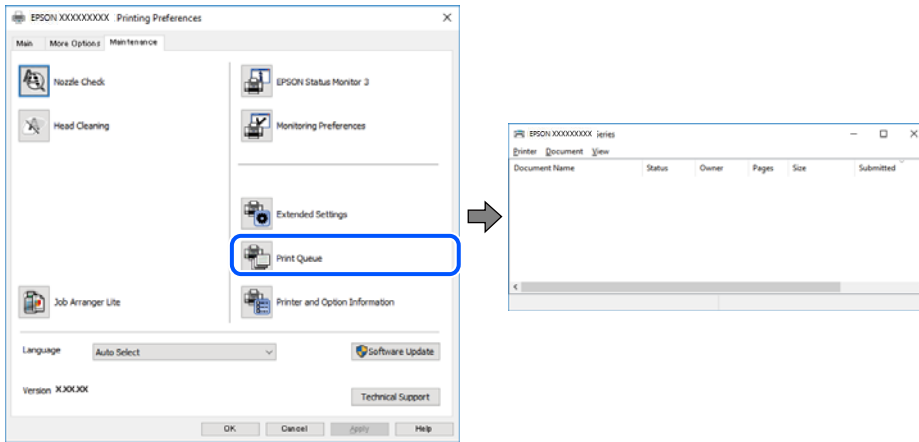 EPSON XXXXXXXXX Printing Preferences
Main More Options Maintenance
Nozzle Check
EPSON Status Monitor 3
Head Cleaning
Monitoring Preferences
Extended Settings
Print Queue
Job Arranger Lite
Printer and Option Information
Language Auto Select Software Update
Version X.XX.XX
Technical Support
OK Cancel Apply Help
EPSON XXXXXXXXX ieries
Printer Document View
Document Name Status Owner Pages Size Submitted